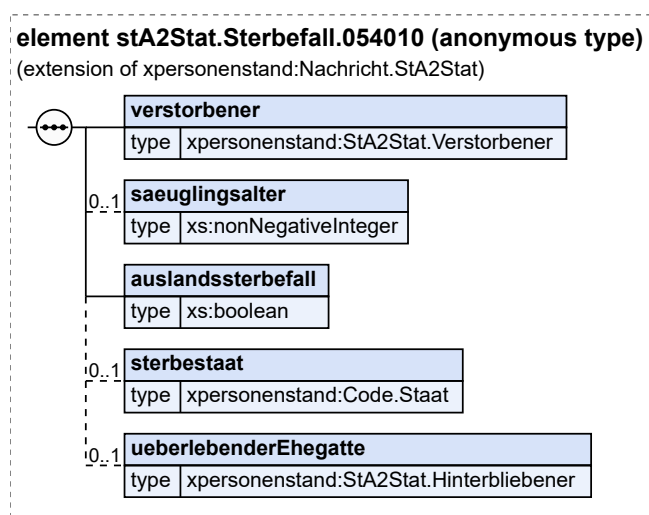 element stA2Stat.Sterbefall.054010 (anonymous type)
(extension of xpersonenstand:Nachricht.StA2Stat)
verstorbener
type xpersonenstand:StA2Stat.Verstorbener
0..1 saeuglingsalter
type xs:nonNegativeInteger
auslandssterbefall
type xs:boolean
0..1 sterbestaat
type xpersonenstand:Code.Staat
0..1 ueberlebenderEhegatte
type xpersonenstand:StA2Stat.Hinterbliebener